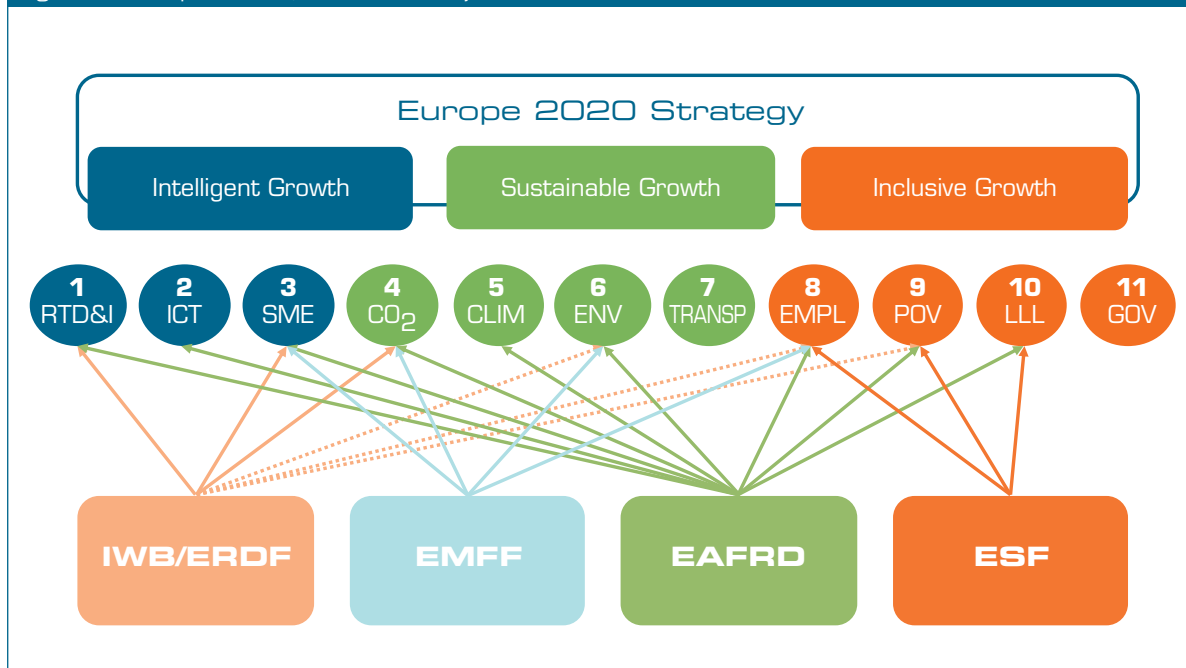 Europe 2020 Strategy
Intelligent Growth
Sustainable Growth
Inclusive Growth
1
RTD&I
2
ICT
3
SME
4
CO2
5
CLIM
6
ENV
7
TRANSP
8
EMPL
9
POV
10
LLL
11
GOV
IWB/ERDF
EMFF
EAFRD
ESF